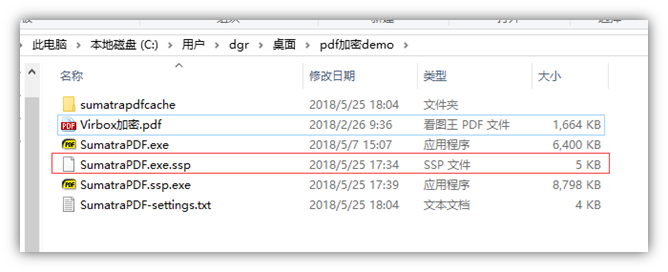 此电脑 › 本地磁盘 (C:) › 用户 › dgr › 桌面 › pdf加密demo ›
名称 修改日期 类型 大小
sumatrapdfcache 2018/5/25 18:04 文件夹
Virbox加密.pdf 2018/2/26 9:36 看图王 PDF 文件 1,664 KB
SumatraPDF.exe 2018/5/7 15:07 应用程序 6,400 KB
SumatraPDF.exe.ssp 2018/5/25 17:34 SSP 文件 5 KB
SumatraPDF.ssp.exe 2018/5/25 17:39 应用程序 8,798 KB
SumatraPDF-settings.txt 2018/5/25 18:04 文本文档 4 KB